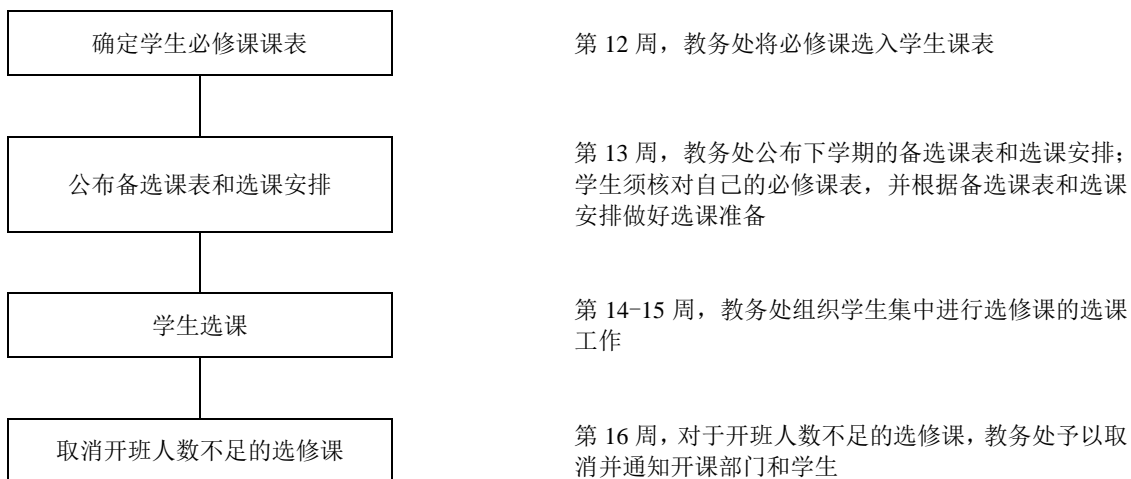 确定学生必修课课表
第 12 周，教务处将必修课选入学生课表
公布备选课表和选课安排
第 13 周，教务处公布下学期的备选课表和选课安排；
学生须核对自己的必修课表，并根据备选课表和选课
安排做好选课准备
学生选课
第 14-15 周，教务处组织学生集中进行选修课的选课
工作
取消开班人数不足的选修课
第 16 周，对于开班人数不足的选修课，教务处予以取
消并通知开课部门和学生